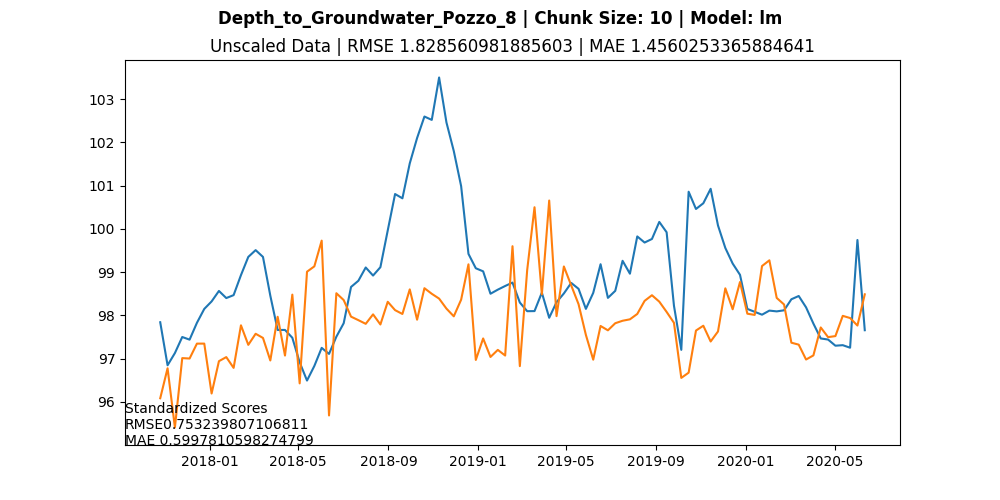 Depth_to_Groundwater_Pozzo_8 | Chunk Size: 10 | Model: lm
Unscaled Data | RMSE 1.828560981885603 | MAE 1.4560253365884641
103
102
101
100
99
98
97
96
Standardized Scores
RMSE0.753239807106811
MAE 0.5997810598274799
2018-01 2018-05 2018-09 2019-01 2019-05 2019-09 2020-01 2020-05